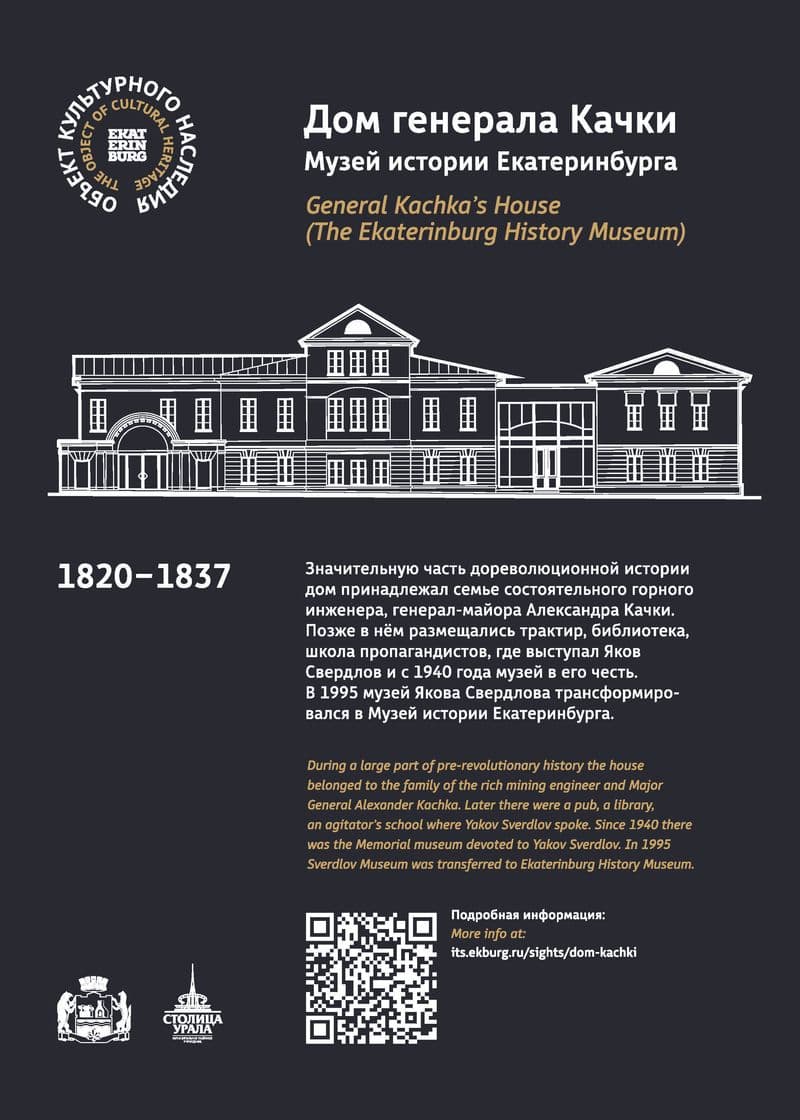 ОБЪЕКТ КУЛЬТУРНОГО НАСЛЕДИЯ
THE OBJECT OF CULTURAL HERITAGE
EKAT
ERIN
BURG
Дом генерала Качки
Музей истории Екатеринбурга
General Kachka's House
(The Ekaterinburg History Museum)
1820–1837
Значительную часть дореволюционной истории
дом принадлежал семье состоятельного горного
инженера, генерал-майора Александра Качки.
Позже в нём размещались трактир, библиотека,
школа пропагандистов, где выступал Яков
Свердлов и с 1940 года музей в его честь.
В 1995 музей Якова Свердлова трансформиро-
вался в Музей истории Екатеринбурга.
During a large part of pre-revolutionary history the house
belonged to the family of the rich mining engineer and Major
General Alexander Kachka. Later there were a pub, a library,
an agitator's school where Yakov Sverdlov spoke. Since 1940 there
was the Memorial museum devoted to Yakov Sverdlov. In 1995
Sverdlov Museum was transferred to Ekaterinburg History Museum.
Подробная информация:
More info at:
its.ekburg.ru/sights/dom-kachki
СТОЛИЦА
УРАЛА